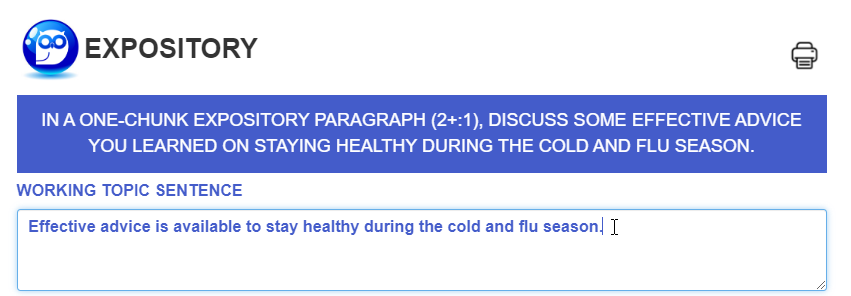 EXPOSITORY
IN A ONE-CHUNK EXPOSITORY PARAGRAPH (2+:1), DISCUSS SOME EFFECTIVE ADVICE
YOU LEARNED ON STAYING HEALTHY DURING THE COLD AND FLU SEASON.
WORKING TOPIC SENTENCE
Effective advice is available to stay healthy during the cold and flu season.